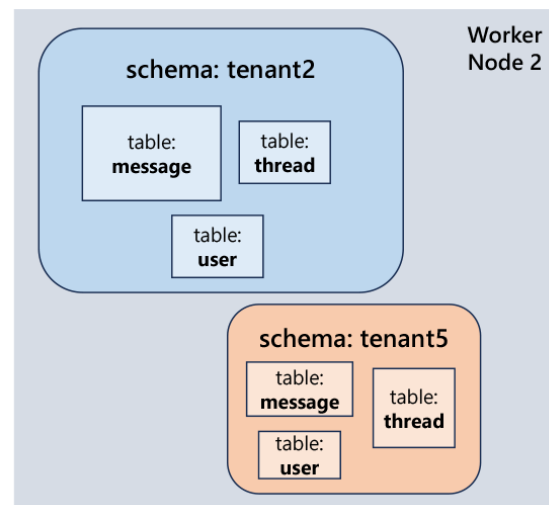 Worker
Node 2
schema: tenant2
table:
message
table:
thread
table:
user
schema: tenant5
table:
message
table:
thread
table:
user